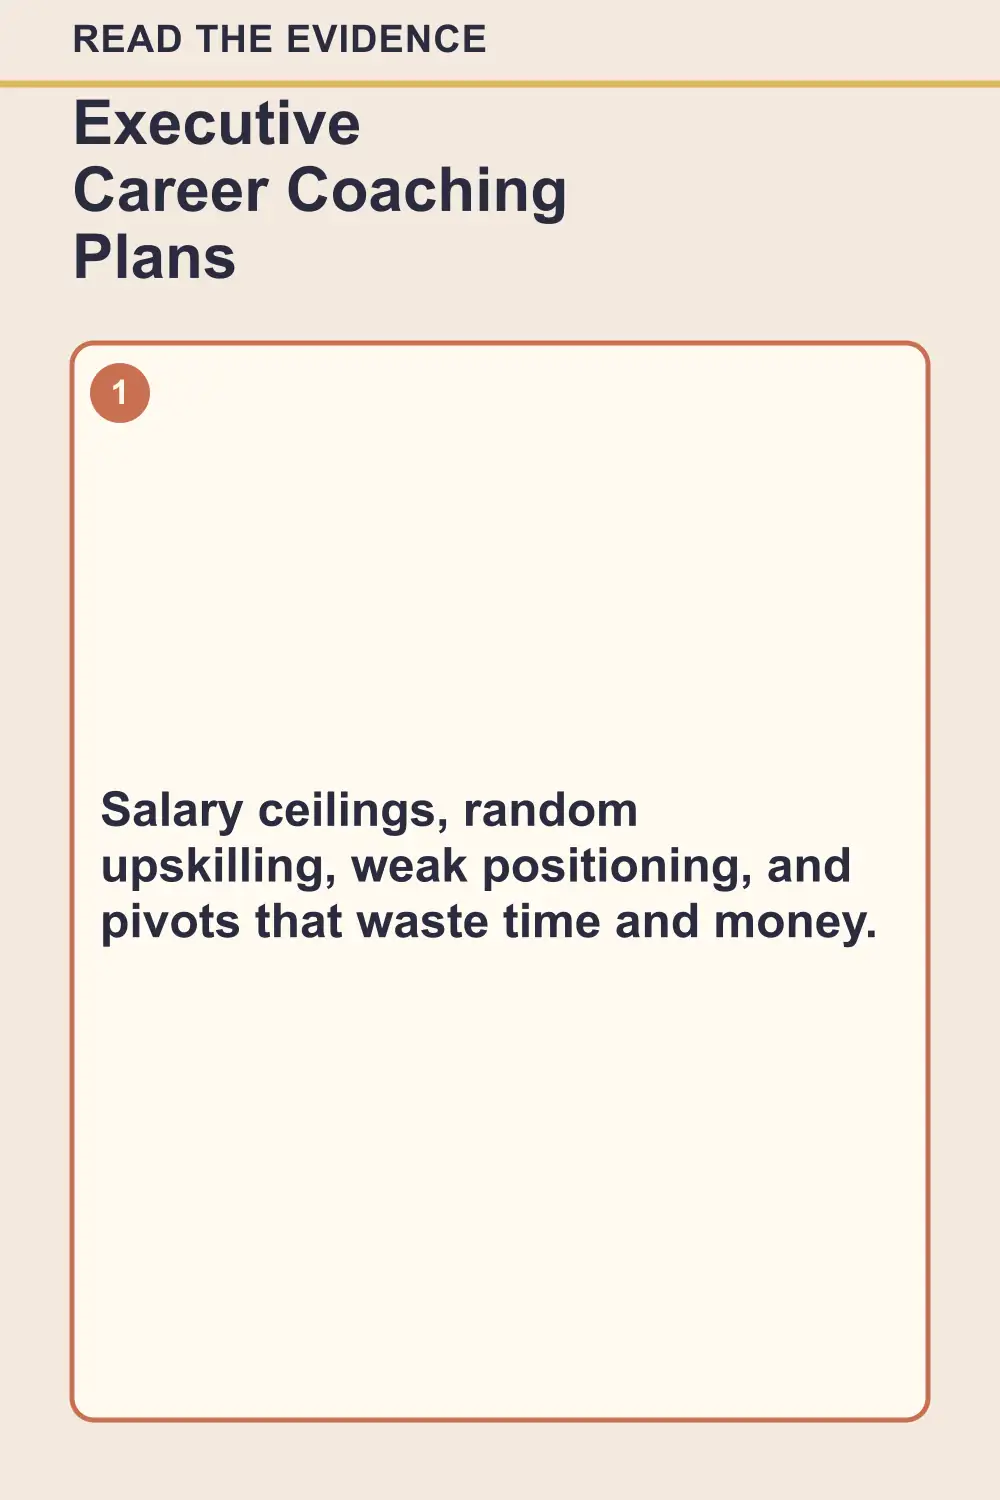 READ THE EVIDENCE
Executive
Career Coaching
Plans
1
Salary ceilings, random
upskilling, weak positioning, and
pivots that waste time and money.